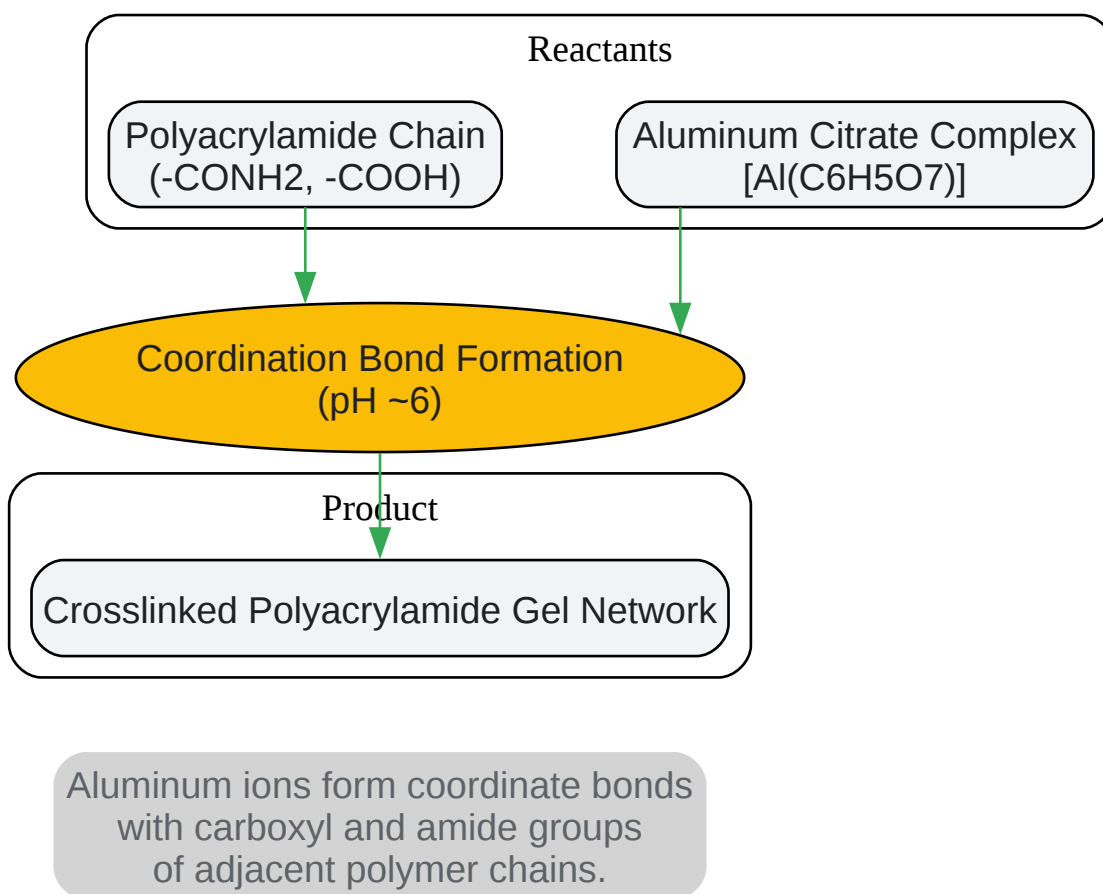 Reactants
Polyacrylamide Chain
(-CONH2, -COOH)
Aluminum Citrate Complex
[Al(C6H5O7)]
Coordination Bond Formation
(pH ~6)
Product
Crosslinked Polyacrylamide Gel Network
Aluminum ions form coordinate bonds
with carboxyl and amide groups
of adjacent polymer chains.